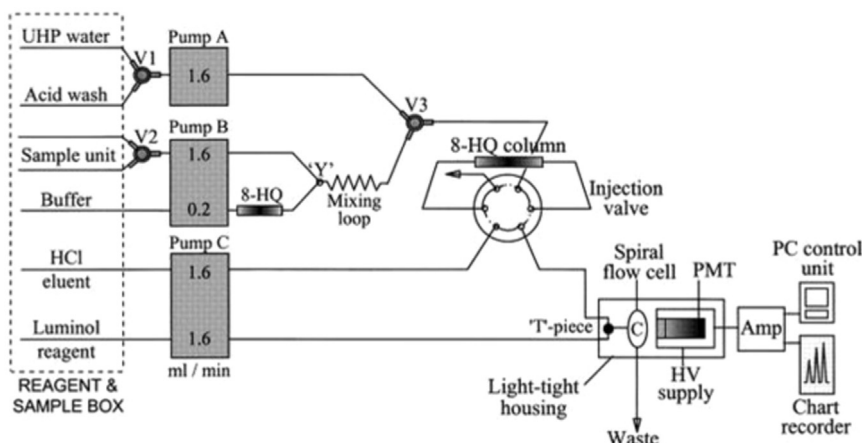 UHP water
Acid wash
Sample unit
Buffer
HCl
eluent
Luminol
reagent
REAGENT &
SAMPLE BOX
V1
V2
Pump A
1.6
Pump B
1.6
0.2
Pump C
1.6
1.6
ml / min
8-HQ
'Y'
Mixing
loop
V3
8-HQ column
Injection
valve
Spiral
flow cell
PMT
PC control
unit
'T'-piece
C
Amp
Light-tight
housing
HV
supply
Waste
Chart
recorder